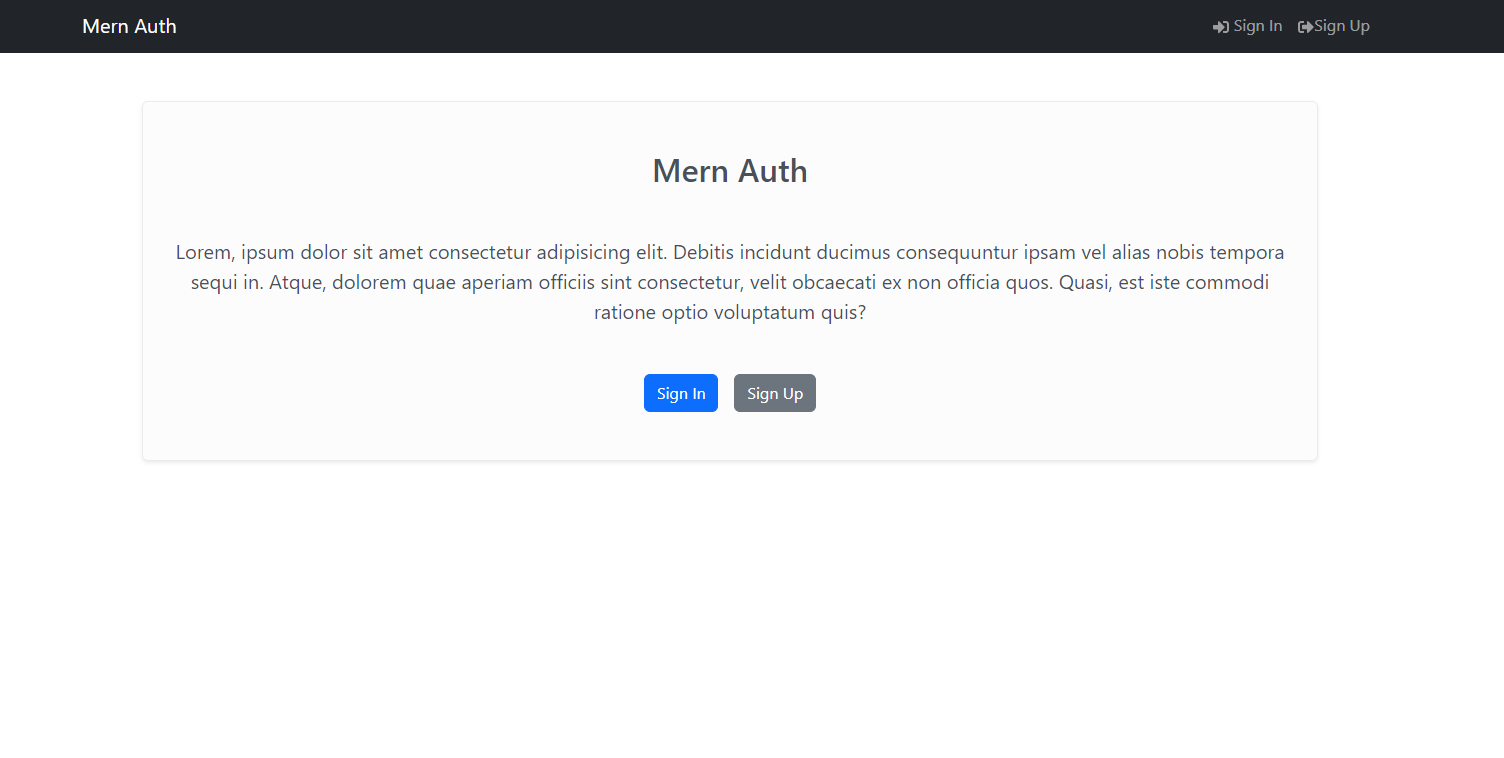 Mern Auth
Sign In
Sign Up
Mern Auth
Lorem, ipsum dolor sit amet consectetur adipisicing elit. Debitis incidunt ducimus consequuntur ipsam vel alias nobis tempora
sequi in. Atque, dolorem quae aperiam officiis sint consectetur, velit obcaecati ex non officia quos. Quasi, est iste commodi
ratione optio voluptatum quis?
Sign In
Sign Up